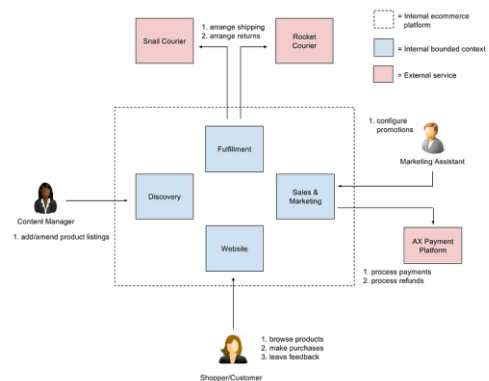 Snail Courier
1. arrange shipping
2. arrange returns
Rocket
Courier
= Internal ecommerce
platform
= Internal bounded context
= External service
1. configure
promotions
Marketing Assistant
Fulfillment
Discovery
Sales &
Marketing
Website
Content Manager
1. add/amend product listings
AX Payment
Platform
1. process payments
2. process refunds
1. browse products
2. make purchases
3. leave feedback
Shopper/Customer